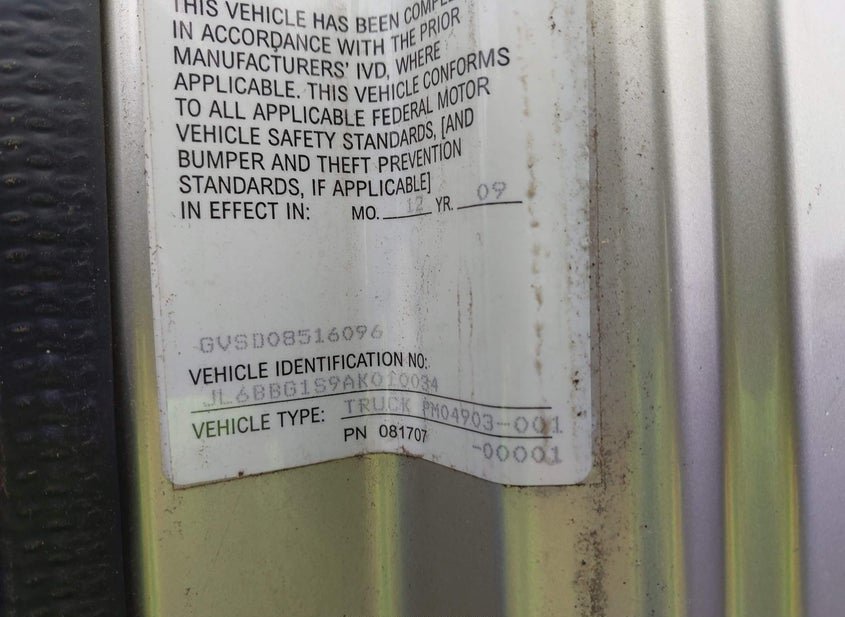 THIS VEHICLE HAS BEEN
IN ACCORDANCE WITH THE PRIOR
MANUFACTURERS' IVD, WHERE
APPLICABLE. THIS VEHICLE CONFORMS
TO ALL APPLICABLE FEDERAL MOTOR
VEHICLE SAFETY STANDARDS, [AND
BUMPER AND THEFT PREVENTION
STANDARDS, IF APPLICABLE]
IN EFFECT IN: MO. 12 YR. 09
GVSD08516096
VEHICLE IDENTIFICATION NO:
JL6BBG1S9AK010034
VEHICLE TYPE: TRUCK PM04903-001
PN 081707 -00001